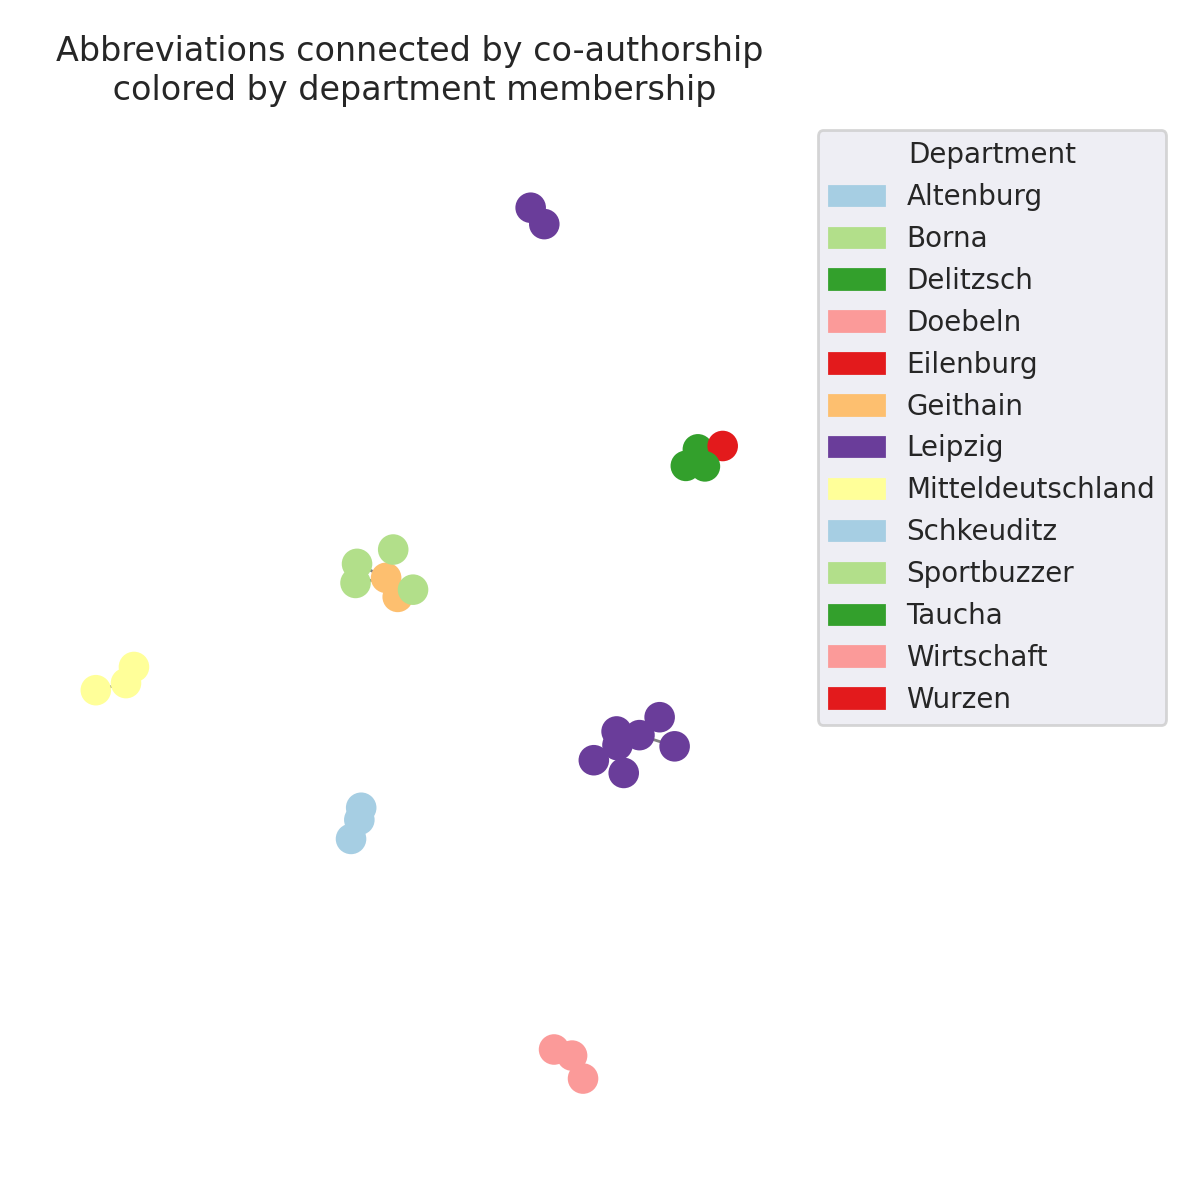 Abbreviations connected by co-authorship
colored by department membership
Department
Altenburg
Borna
Delitzsch
Doebeln
Eilenburg
Geithain
Leipzig
Mitteldeutschland
Schkeuditz
Sportbuzzer
Taucha
Wirtschaft
Wurzen